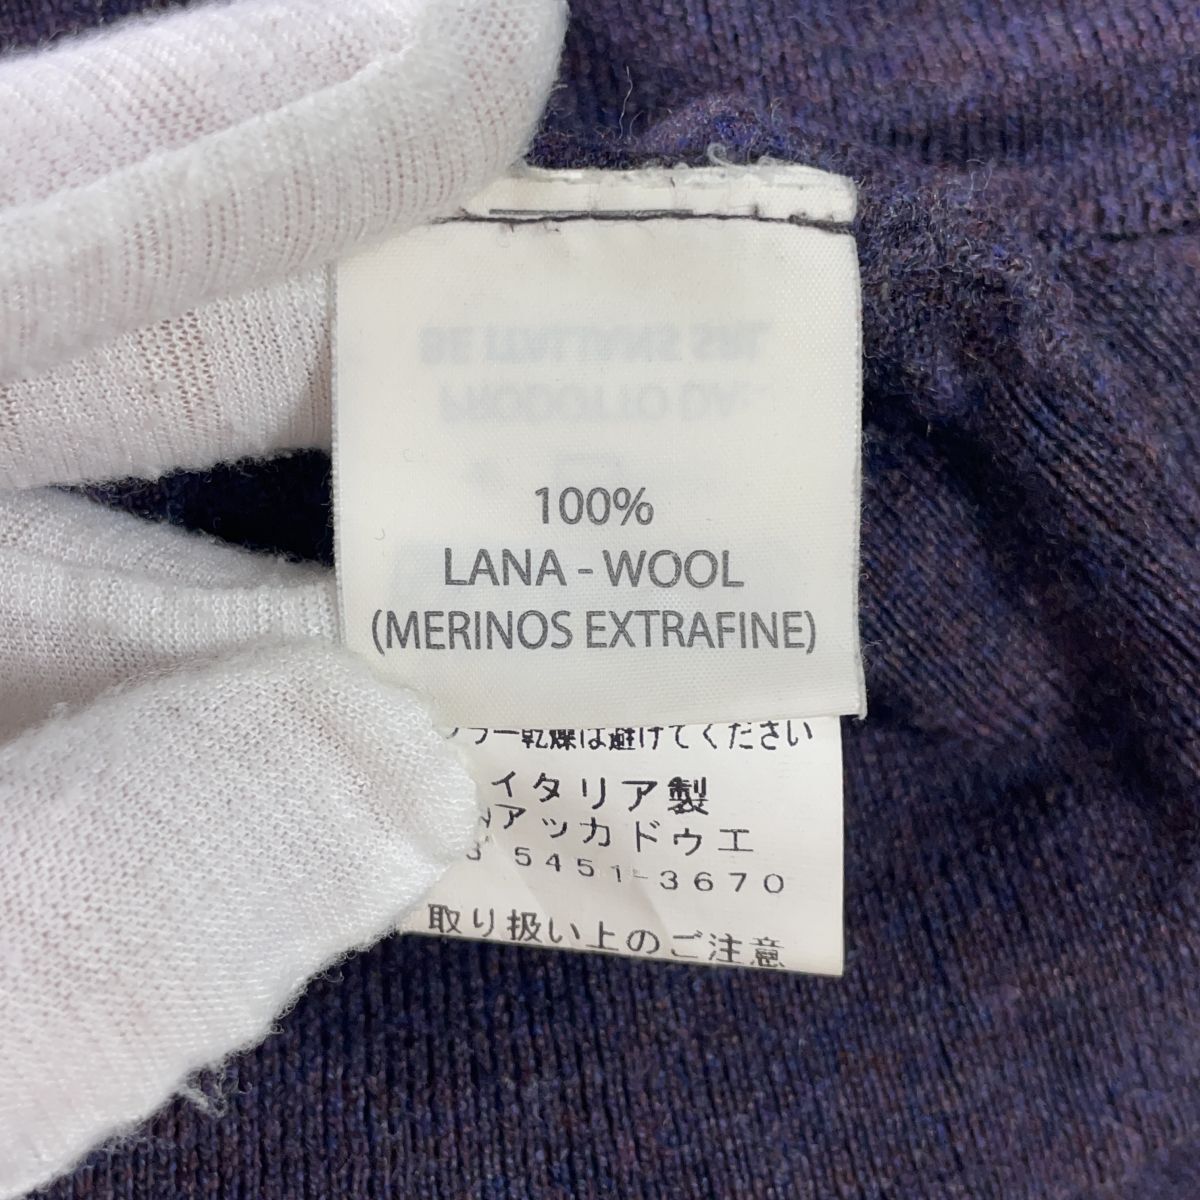 100%
LANA - WOOL
(MERINOS EXTRAFINE)
ラー乾燥は避けてください
イタリア製
アッカドゥエ
3 5451-3670
取り扱い上のご注意